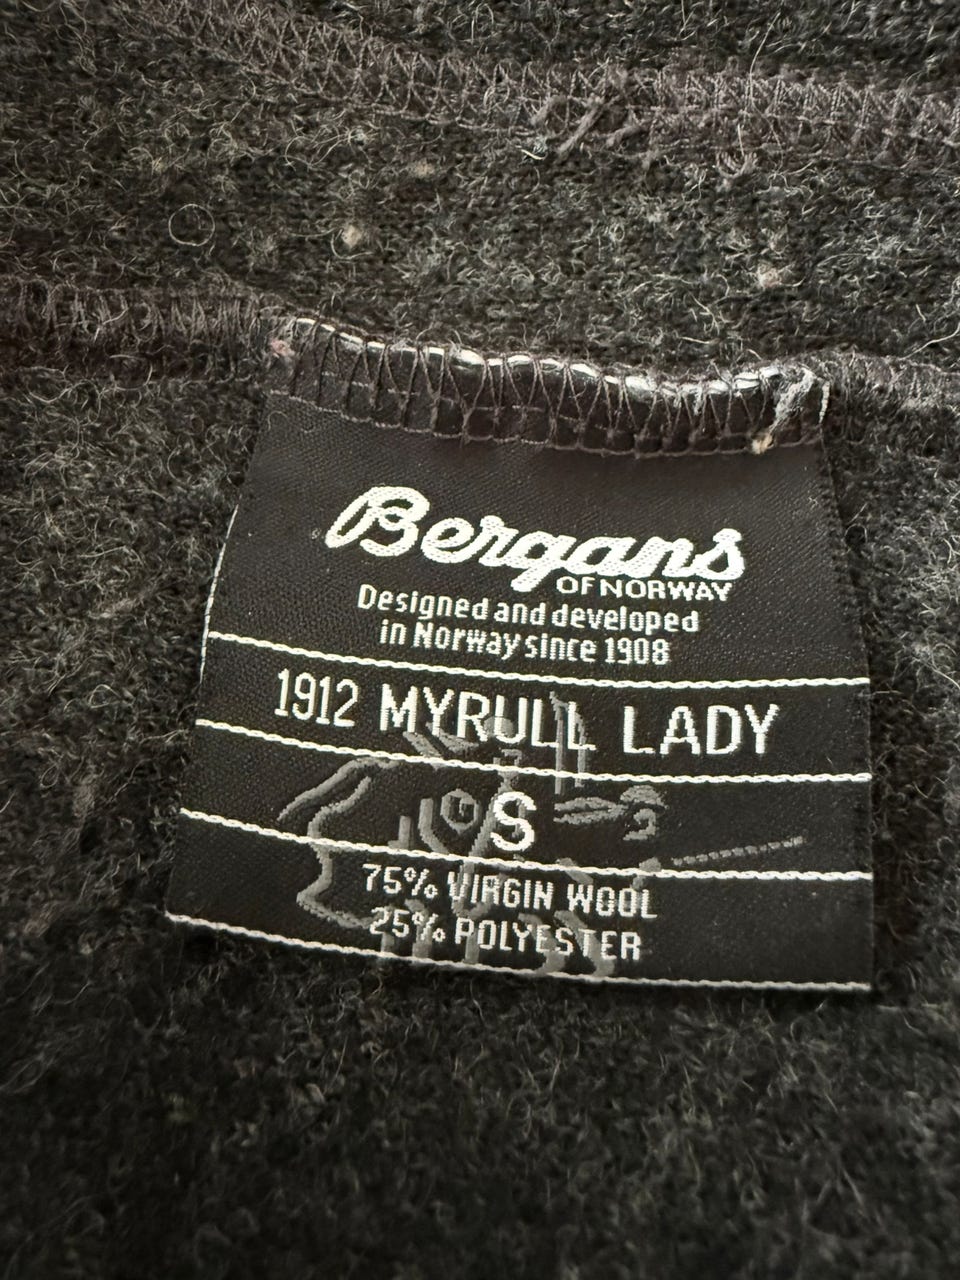 Bergans
OF NORWAY
Designed and developed
in Norway since 1908
1912 MYRULL LADY
S
75% VIRGIN WOOL
25% POLYESTER